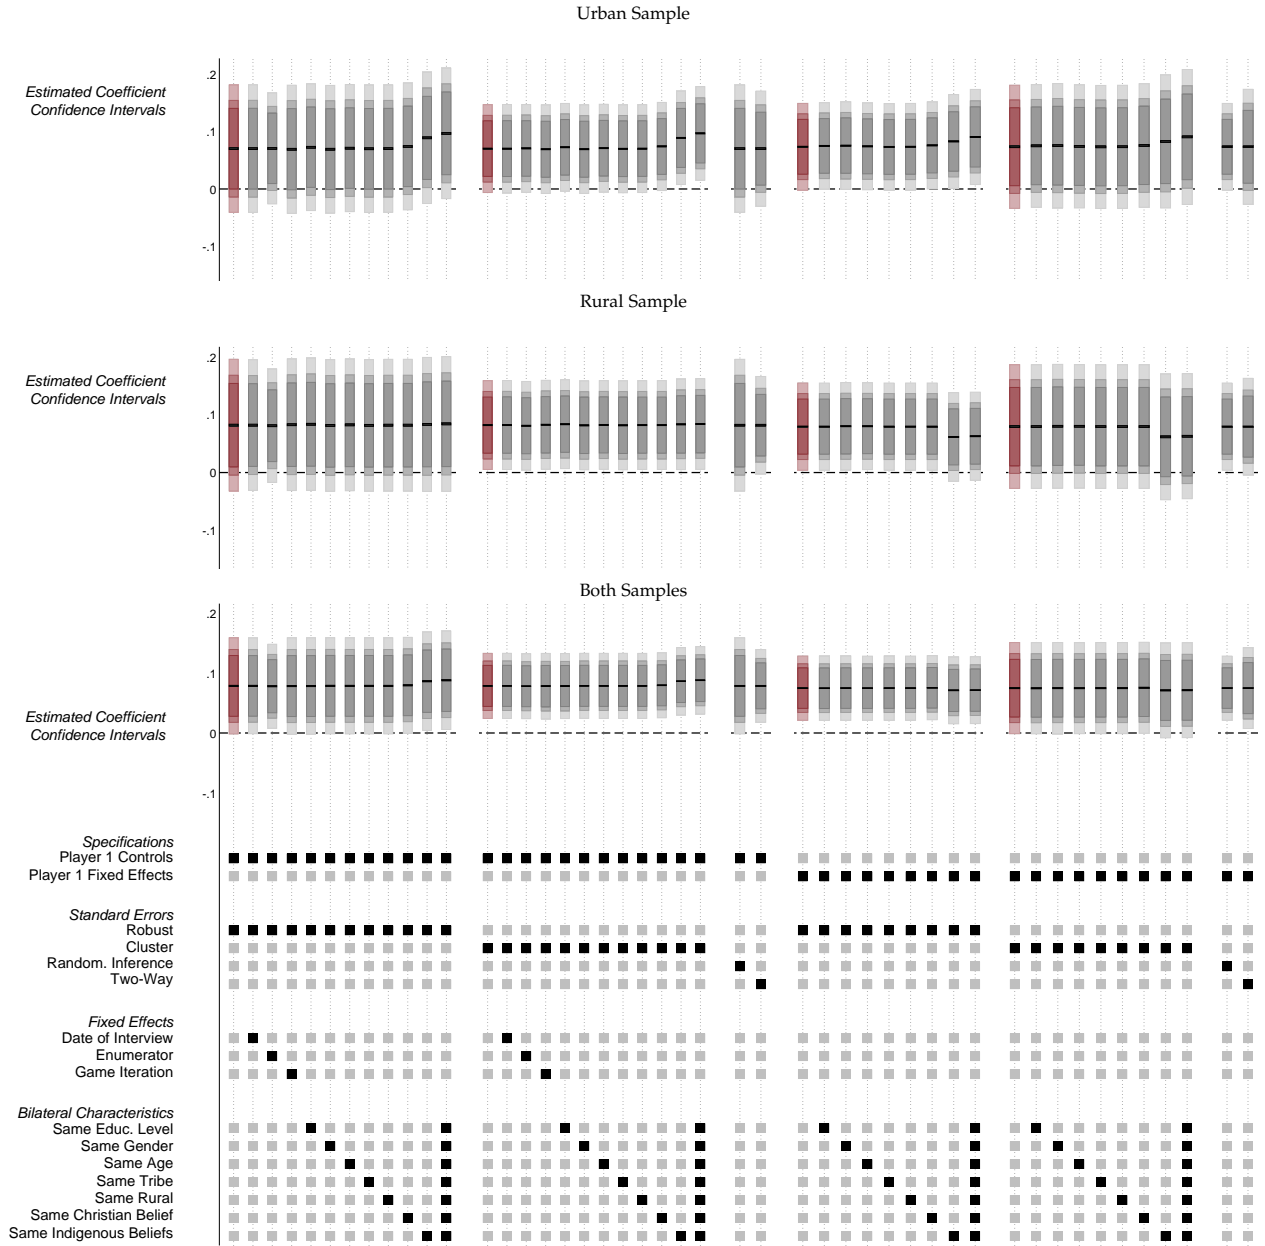 Urban Sample
Estimated Coefficient
Confidence Intervals
.2
.1
0
-.1
Rural Sample
Estimated Coefficient
Confidence Intervals
.2
.1
0
-.1
Both Samples
Estimated Coefficient
Confidence Intervals
.2
.1
0
-.1
Specifications
Player 1 Controls
Player 1 Fixed Effects
Standard Errors
Robust
Cluster
Random. Inference
Two-Way
Fixed Effects
Date of Interview
Enumerator
Game Iteration
Bilateral Characteristics
Same Educ. Level
Same Gender
Same Age
Same Tribe
Same Rural
Same Christian Belief
Same Indigenous Beliefs